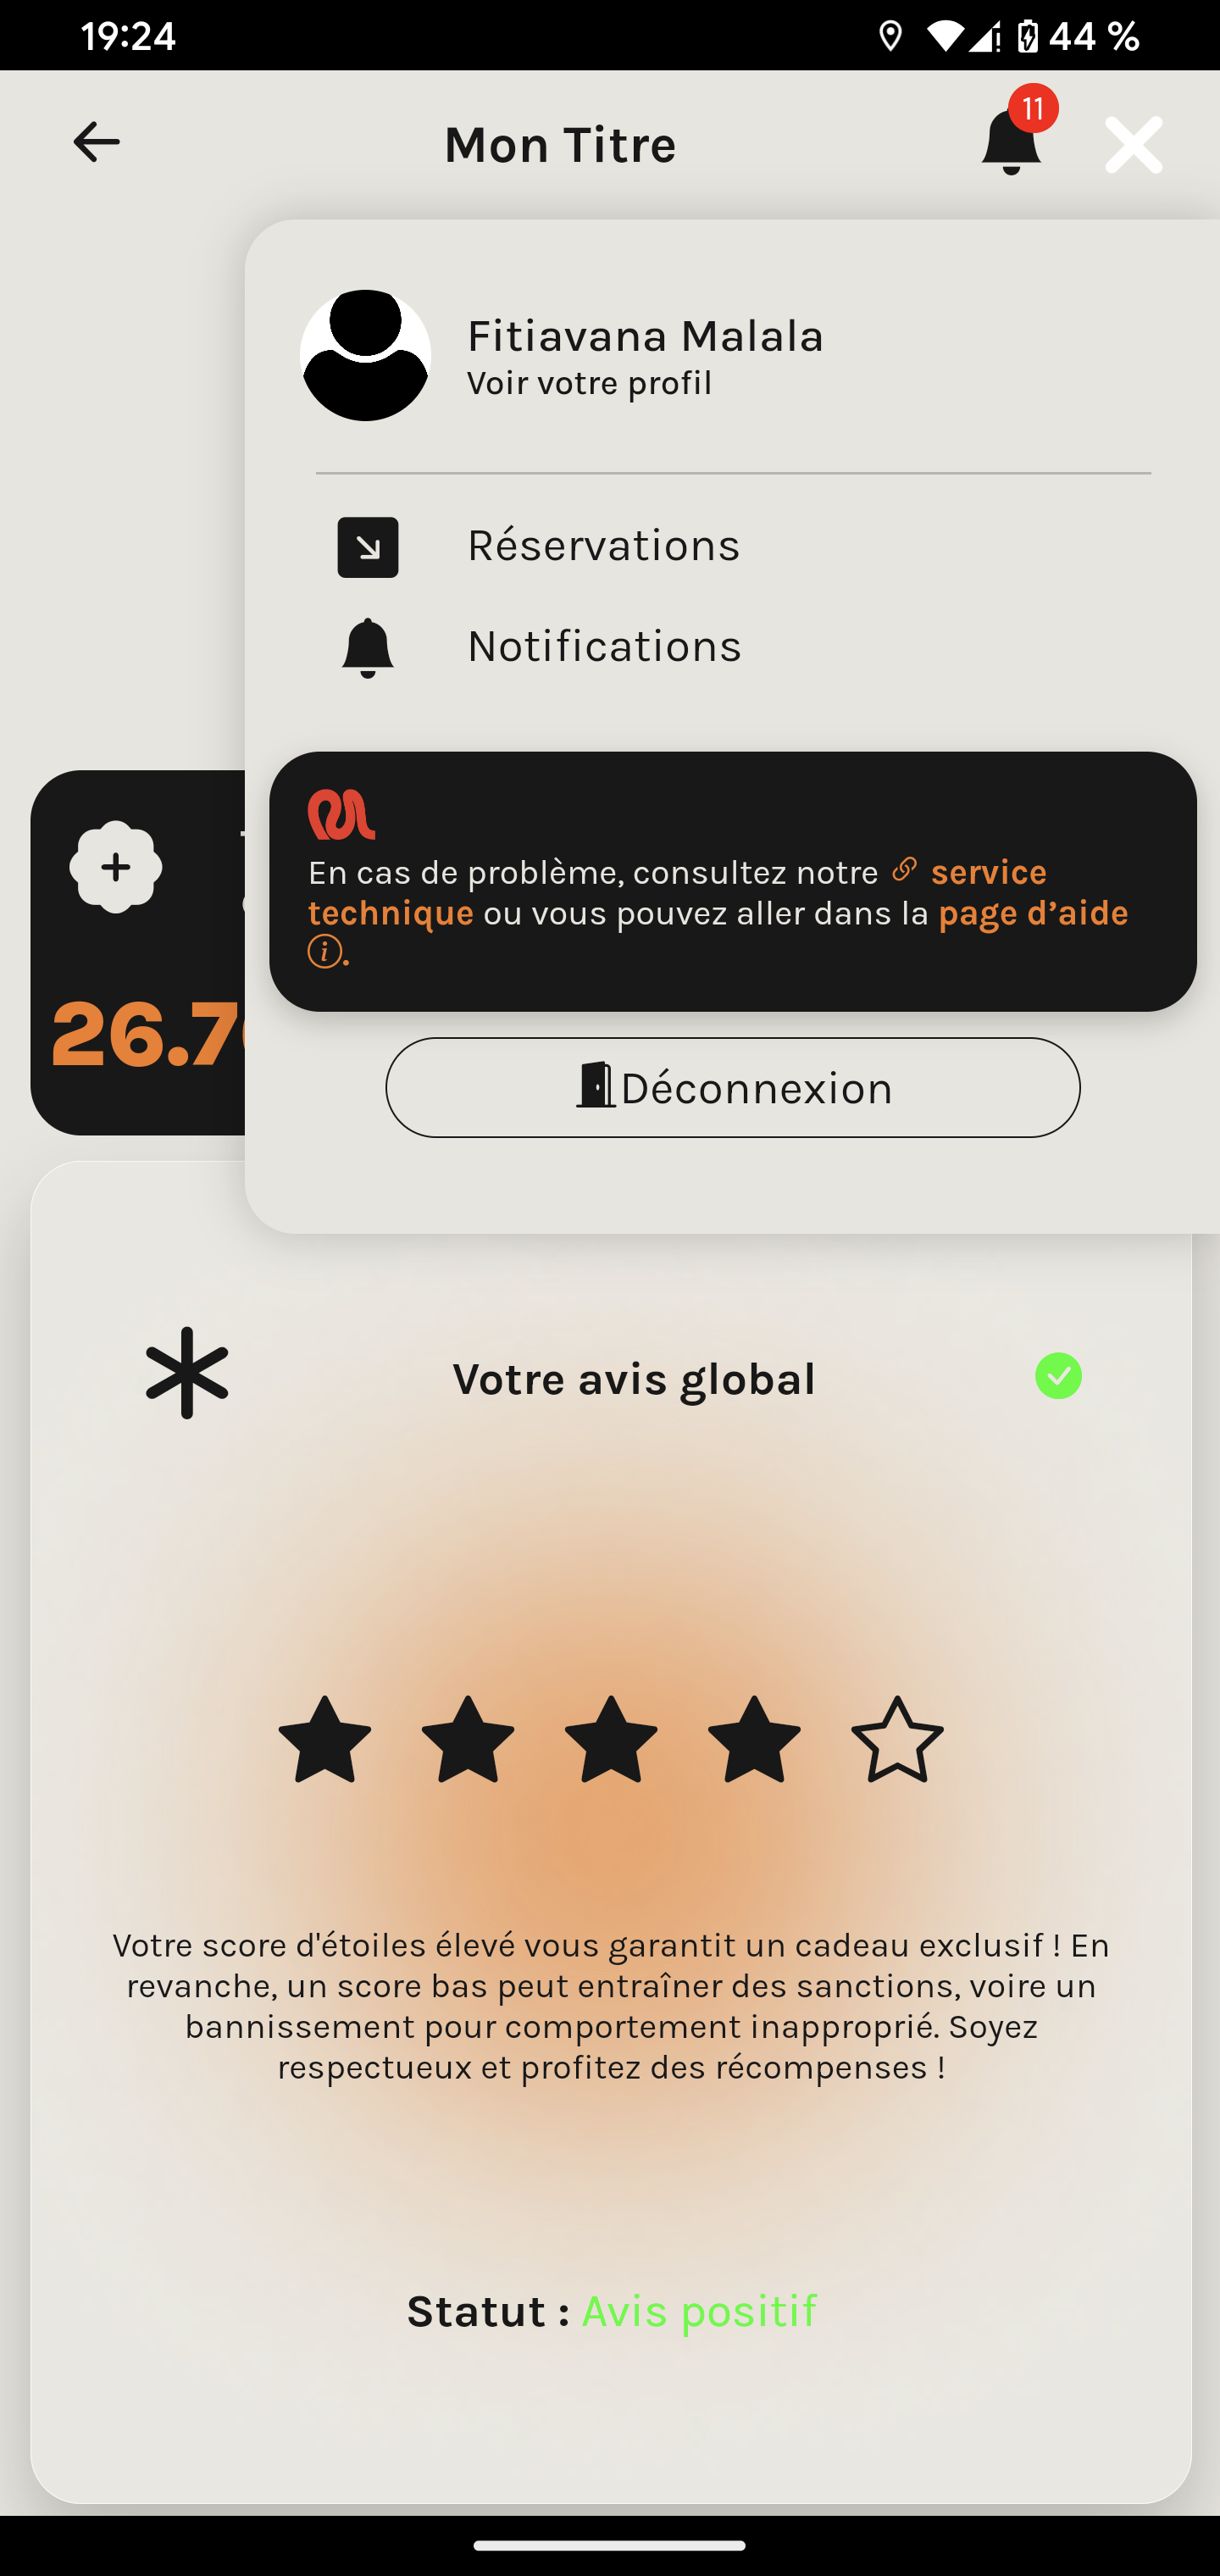 19:24
44 %
Mon Titre
11
Fitiavana Malala
Voir votre profil
Réservations
Notifications
En cas de problème, consultez notre service
technique ou vous pouvez aller dans la page d’aide
i.
26.7
Déconnexion
Votre avis global
Votre score d'étoiles élevé vous garantit un cadeau exclusif ! En
revanche, un score bas peut entraîner des sanctions, voire un
bannissement pour comportement inapproprié. Soyez
respectueux et profitez des récompenses !
Statut : Avis positif